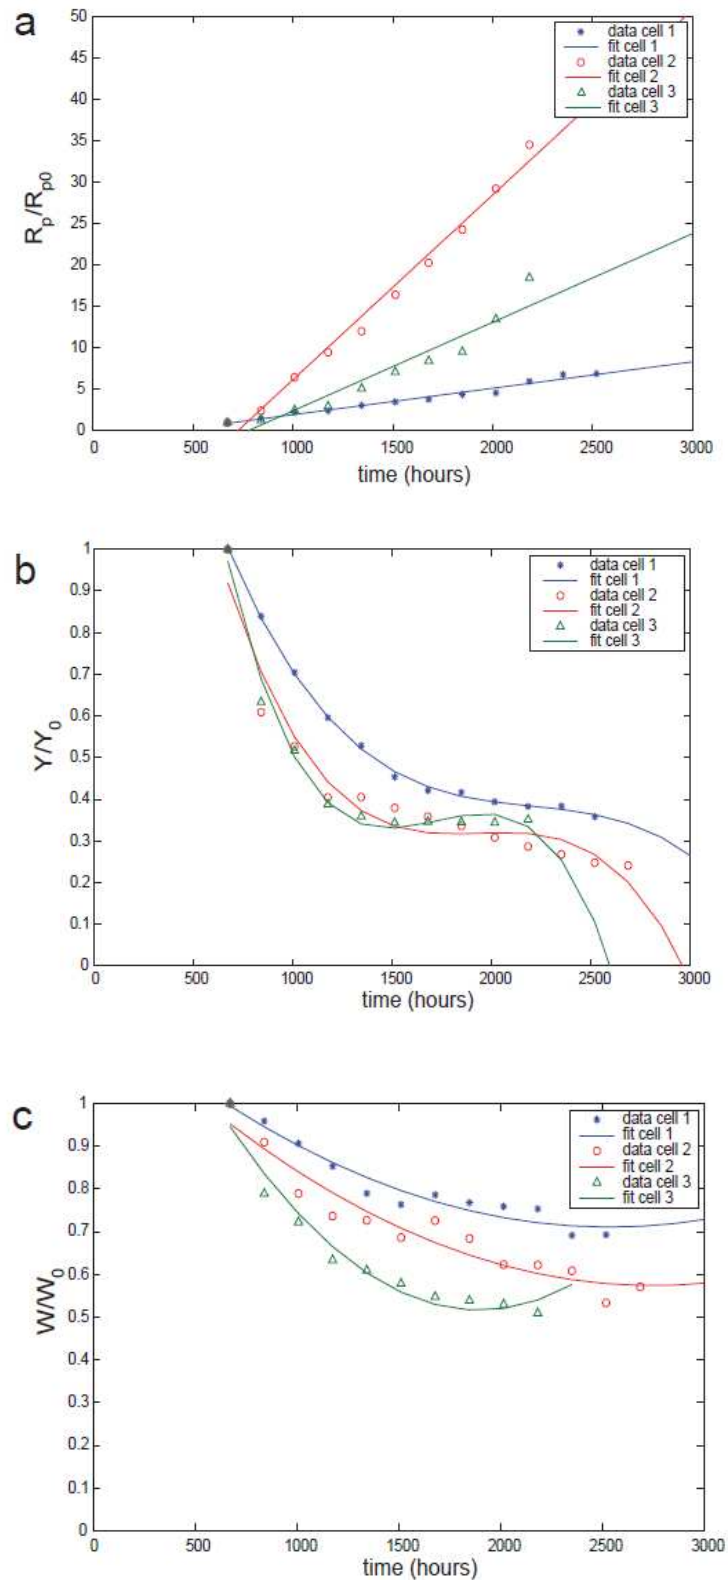 a
50
45
40
35
30
25
20
15
10
5
0
R_p/R_p0
data cell 1
fit cell 1
data cell 2
fit cell 2
data cell 3
fit cell 3
0 500 1000 1500 2000 2500 3000
time (hours)
b
1
0.9
0.8
0.7
0.6
0.5
0.4
0.3
0.2
0.1
0
Y/Y_0
data cell 1
fit cell 1
data cell 2
fit cell 2
data cell 3
fit cell 3
0 500 1000 1500 2000 2500 3000
time (hours)
c
1
0.9
0.8
0.7
0.6
0.5
0.4
0.3
0.2
0.1
0
W/W_0
data cell 1
fit cell 1
data cell 2
fit cell 2
data cell 3
fit cell 3
0 500 1000 1500 2000 2500 3000
time (hours)